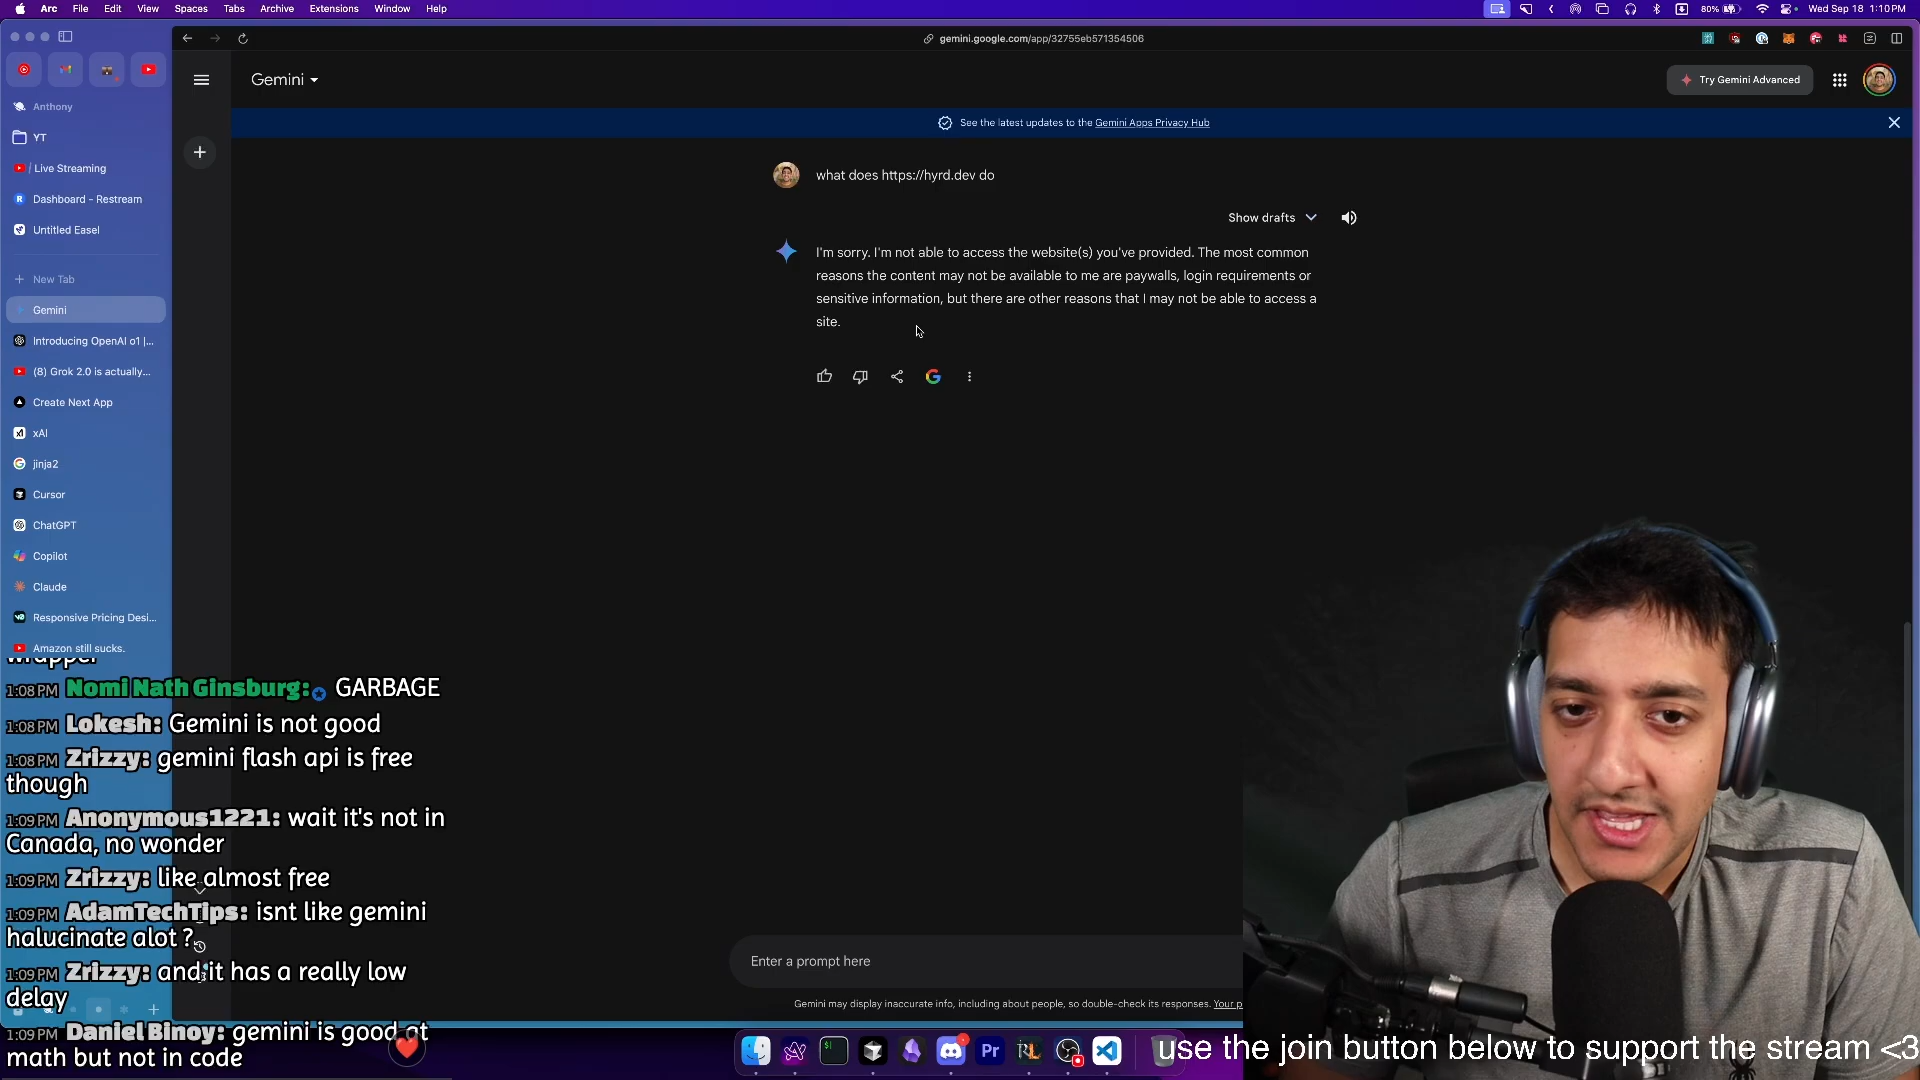 Arc File Edit View Spaces Tabs Archive Extensions Window Help
80% Wed Sep 18 1:10 PM
gemini.google.com/app/32755eb571354506
Gemini
Try Gemini Advanced
See the latest updates to the Gemini Apps Privacy Hub
Anthony
YT
/ Live Streaming
Dashboard - Restream
Untitled Easel
New Tab
Gemini
Introducing OpenAI o1 |...
(8) Grok 2.0 is actually...
Create Next App
xAI
jinja2
Cursor
ChatGPT
Copilot
Claude
Responsive Pricing Desi...
Amazon still sucks.
what does https://hyrd.dev do
Show drafts
I'm sorry. I'm not able to access the website(s) you've provided. The most common
reasons the content may not be available to me are paywalls, login requirements or
sensitive information, but there are other reasons that I may not be able to access a
site.
wrapper
1:08 PM Nomi Nath Ginsburg: GARBAGE
1:08 PM Lokesh: Gemini is not good
1:08 PM Zrizzy: gemini flash api is free
though
1:09 PM Anonymous1221: wait it's not in
Canada, no wonder
1:09 PM Zrizzy: like almost free
1:09 PM AdamTechTips: isnt like gemini
halucinate alot ?
1:09 PM Zrizzy: and it has a really low
delay
1:09 PM Daniel Binoy: gemini is good at
math but not in code
Enter a prompt here
Gemini may display inaccurate info, including about people, so double-check its responses. Your p
Pr
RL
use the join button below to support the stream <3